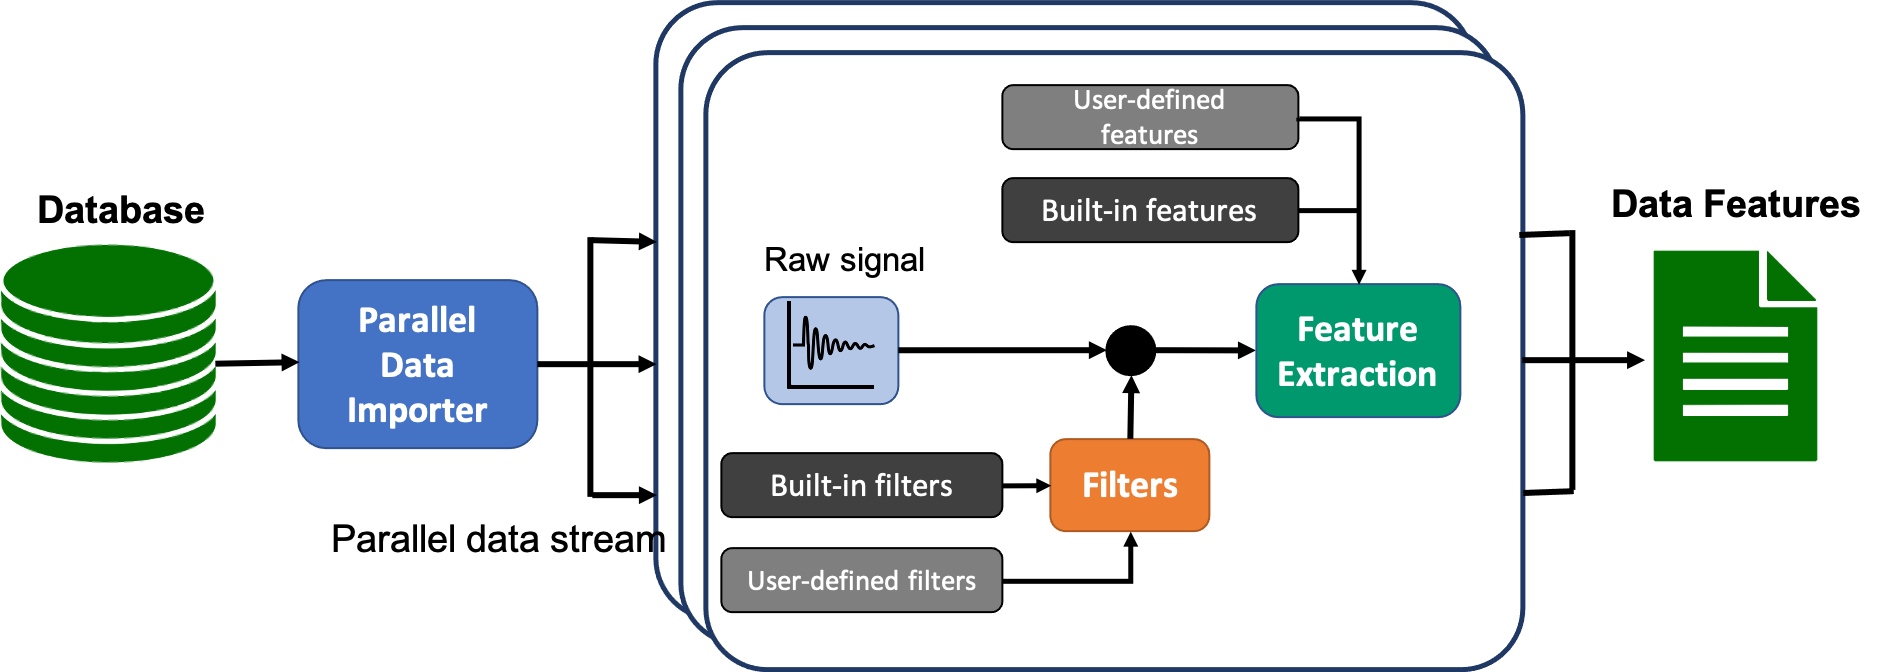 Database
Parallel
Data
Importer
Parallel data stream
User-defined
features
Built-in features
Raw signal
Feature
Extraction
Built-in filters
Filters
User-defined filters
Data Features